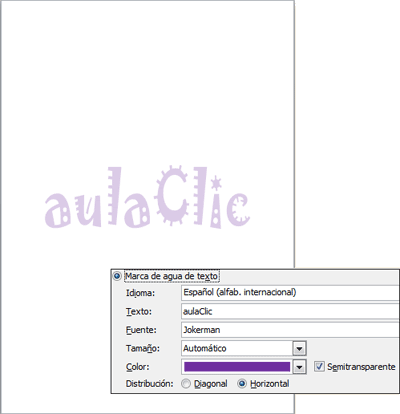 aulaClic
Marca de agua de texto
Idioma: Español (alfab. internacional)
Texto: aulaClic
Fuente: Jokerman
Tamaño: Automático
Color: Semitransparente
Distribución: Diagonal Horizontal